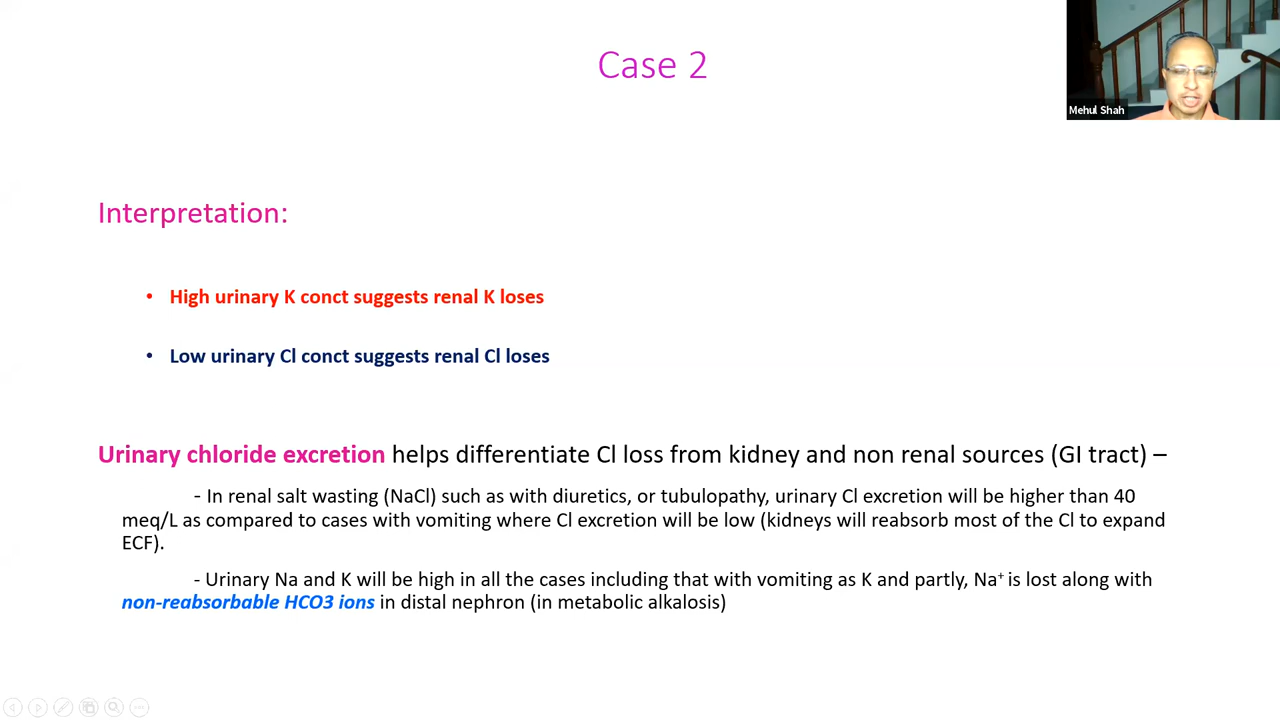 Case 2
Mehul Shah
Interpretation:
• High urinary K conct suggests renal K loses
• Low urinary Cl conct suggests renal Cl loses
Urinary chloride excretion helps differentiate Cl loss from kidney and non renal sources (GI tract) –
- In renal salt wasting (NaCl) such as with diuretics, or tubulopathy, urinary Cl excretion will be higher than 40
meq/L as compared to cases with vomiting where Cl excretion will be low (kidneys will reabsorb most of the Cl to expand
ECF).
- Urinary Na and K will be high in all the cases including that with vomiting as K and partly, Na⁺ is lost along with
non-reabsorbable HCO3 ions in distal nephron (in metabolic alkalosis)